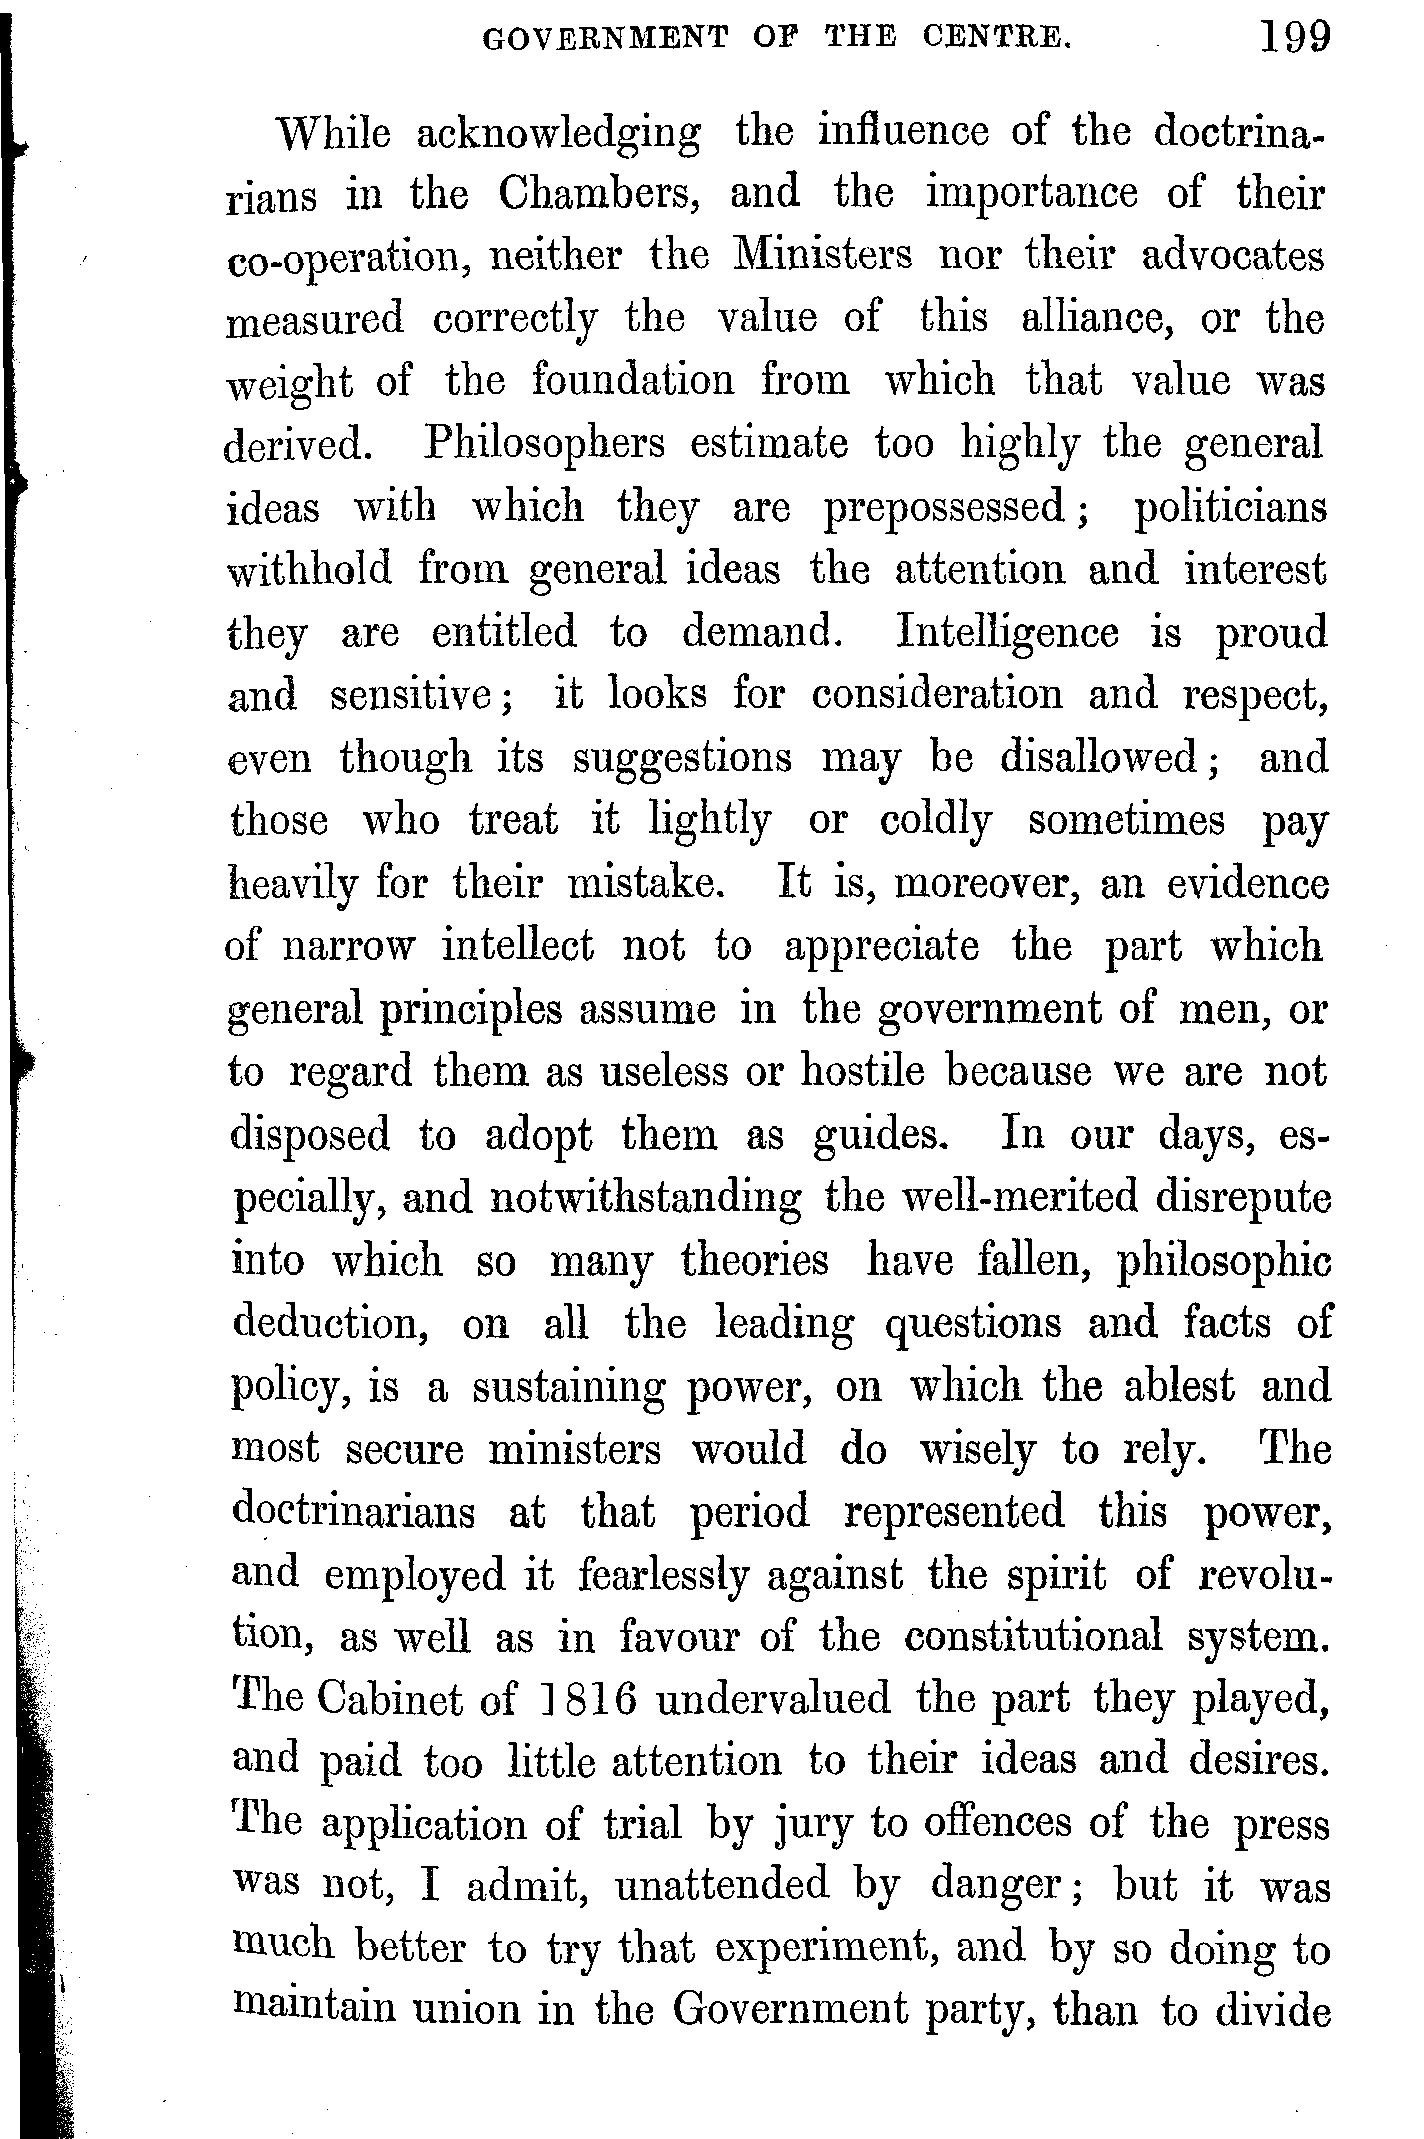 GOVERNMENT OF THE CENTRE. 199
While acknowledging the influence of the doctrina-
rians in the Chambers, and the importance of their
co-operation, neither the Ministers nor their advocates
measured correctly the value of this alliance, or the
weight of the foundation from which that value was
derived. Philosophers estimate too highly the general
ideas with which they are prepossessed; politicians
withhold from general ideas the attention and interest
they are entitled to demand. Intelligence is proud
and sensitive; it looks for consideration and respect,
even though its suggestions may be disallowed; and
those who treat it lightly or coldly sometimes pay
heavily for their mistake. It is, moreover, an evidence
of narrow intellect not to appreciate the part which
general principles assume in the government of men, or
to regard them as useless or hostile because we are not
disposed to adopt them as guides. In our days, es-
pecially, and notwithstanding the well-merited disrepute
into which so many theories have fallen, philosophic
deduction, on all the leading questions and facts of
policy, is a sustaining power, on which the ablest and
most secure ministers would do wisely to rely. The
doctrinarians at that period represented this power,
and employed it fearlessly against the spirit of revolu-
tion, as well as in favour of the constitutional system.
The Cabinet of 1816 undervalued the part they played,
and paid too little attention to their ideas and desires.
The application of trial by jury to offences of the press
was not, I admit, unattended by danger; but it was
much better to try that experiment, and by so doing to
maintain union in the Government party, than to divide